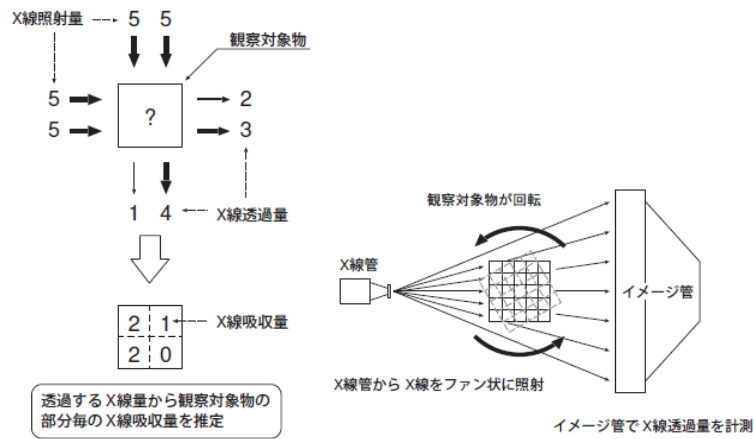 X線照射量
5 5
観察対象物
5
2
5
?
3
1 4
X線透過量
2 1
X線吸収量
2 0
透過するX線量から観察対象物の
部分毎のX線吸収量を推定
観察対象物が回転
X線管
イメージ管
X線管からX線をファン状に照射
イメージ管でX線透過量を計測